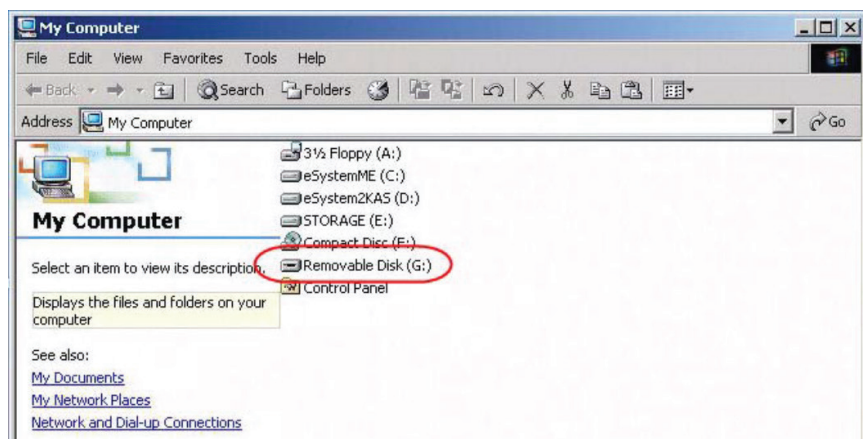 My Computer
File Edit View Favorites Tools Help
Back Search Folders
Address My Computer Go
3½ Floppy (A:)
eSystemME (C:)
eSystem2KAS (D:)
STORAGE (E:)
Compact Disc (F:)
Removable Disk (G:)
Control Panel
My Computer
Select an item to view its description.
Displays the files and folders on your
computer
See also:
My Documents
My Network Places
Network and Dial-up Connections